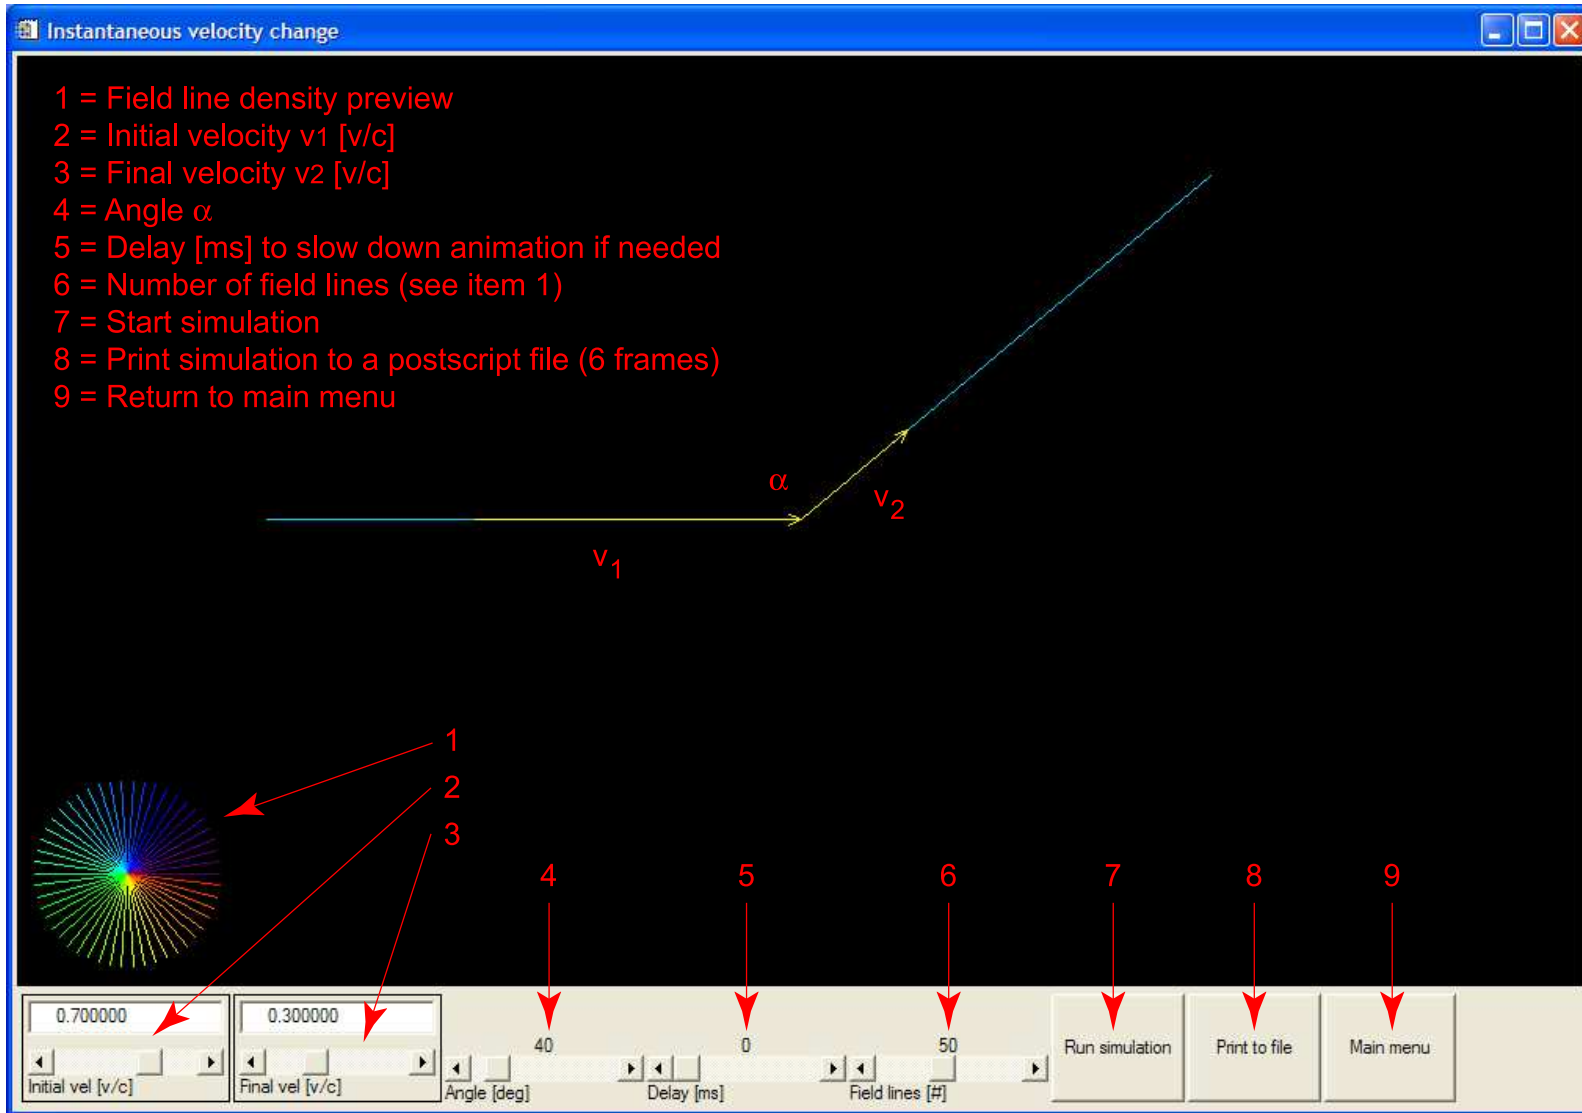 Instantaneous velocity change
1 = Field line density preview
2 = Initial velocity v1 [v/c]
3 = Final velocity v2 [v/c]
4 = Angle α
5 = Delay [ms] to slow down animation if needed
6 = Number of field lines (see item 1)
7 = Start simulation
8 = Print simulation to a postscript file (6 frames)
9 = Return to main menu
α
v2
v1
1
2
3
4 5 6 7 8 9
0.700000 0.300000
40 0 50
Run simulation Print to file Main menu
Initial vel [v/c] Final vel [v/c] Angle [deg] Delay [ms] Field lines [#]